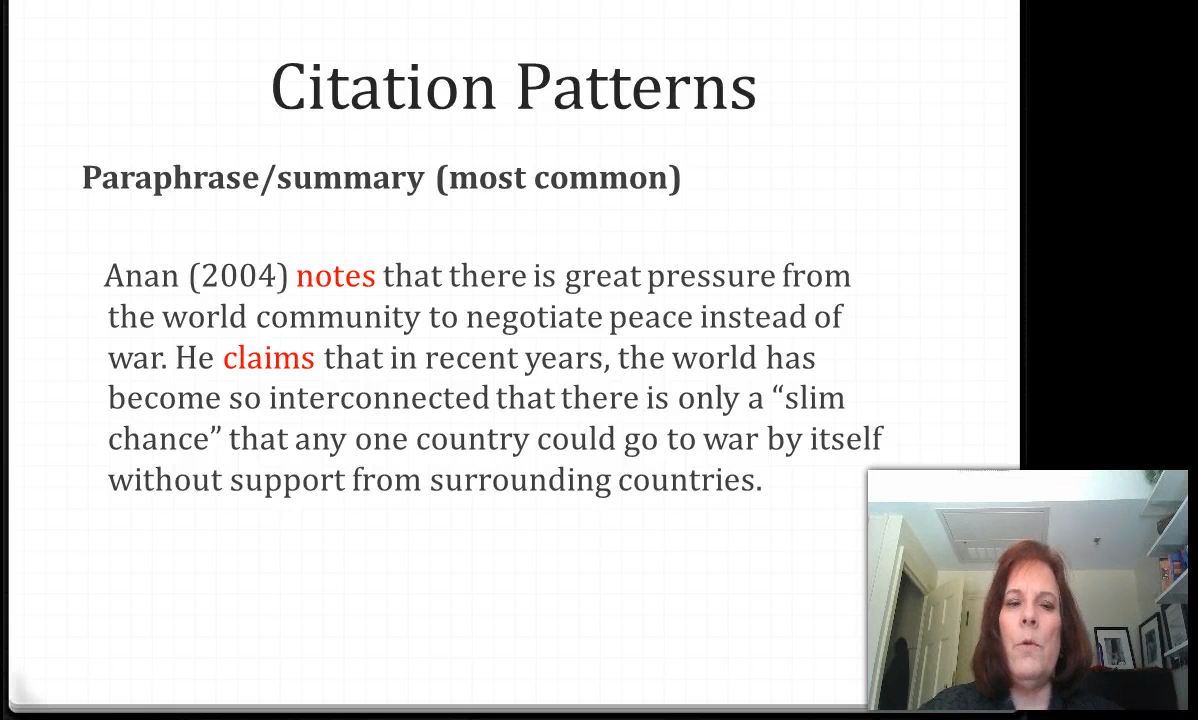 Citation Patterns
Paraphrase/summary (most common)
Anan (2004) notes that there is great pressure from
the world community to negotiate peace instead of
war. He claims that in recent years, the world has
become so interconnected that there is only a “slim
chance” that any one country could go to war by itself
without support from surrounding countries.